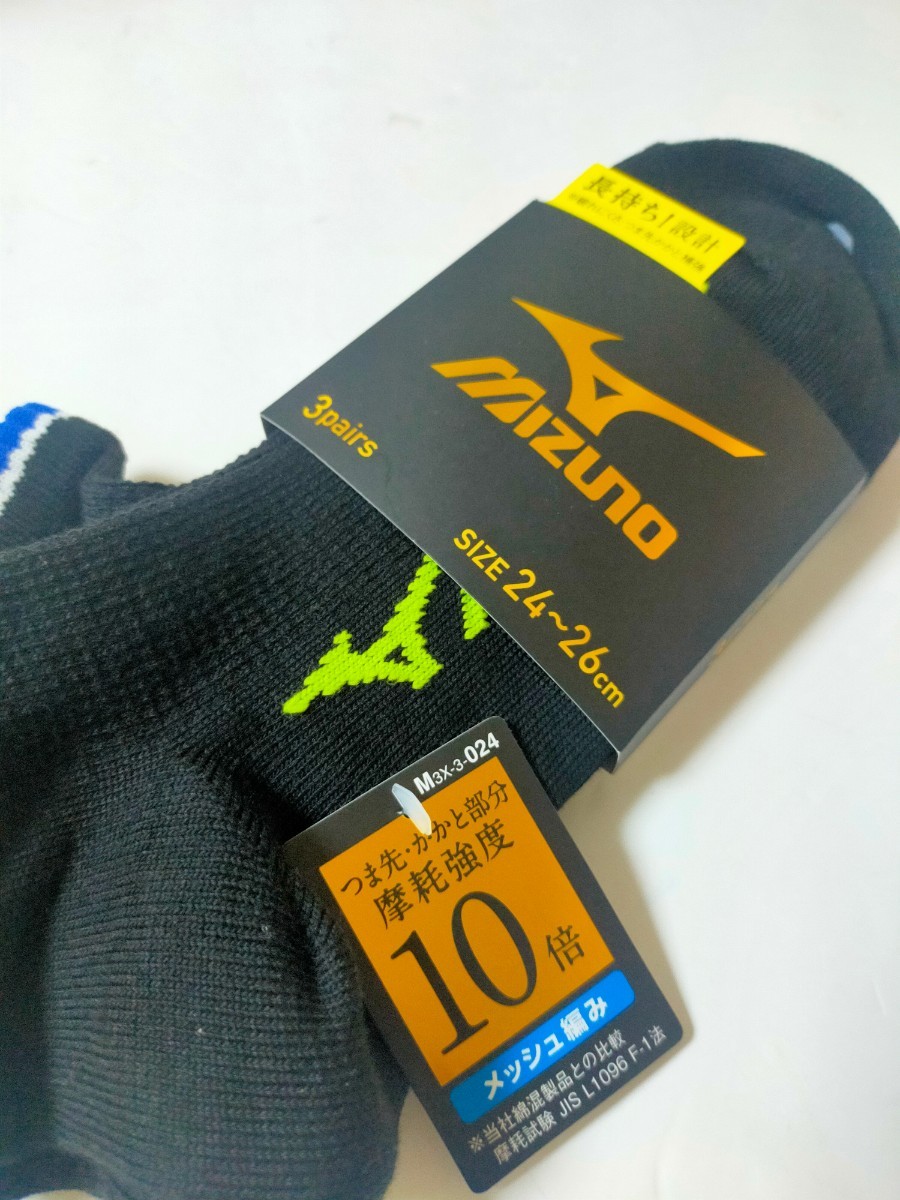 長持ち!設計
MIZUNO
3pairs
SIZE 24~26cm
M3X-3-024
つま先・かかと部分
摩耗強度
10倍
メッシュ編み
※当社綿混製品との比較
摩耗試験 JIS L1096 F-1法